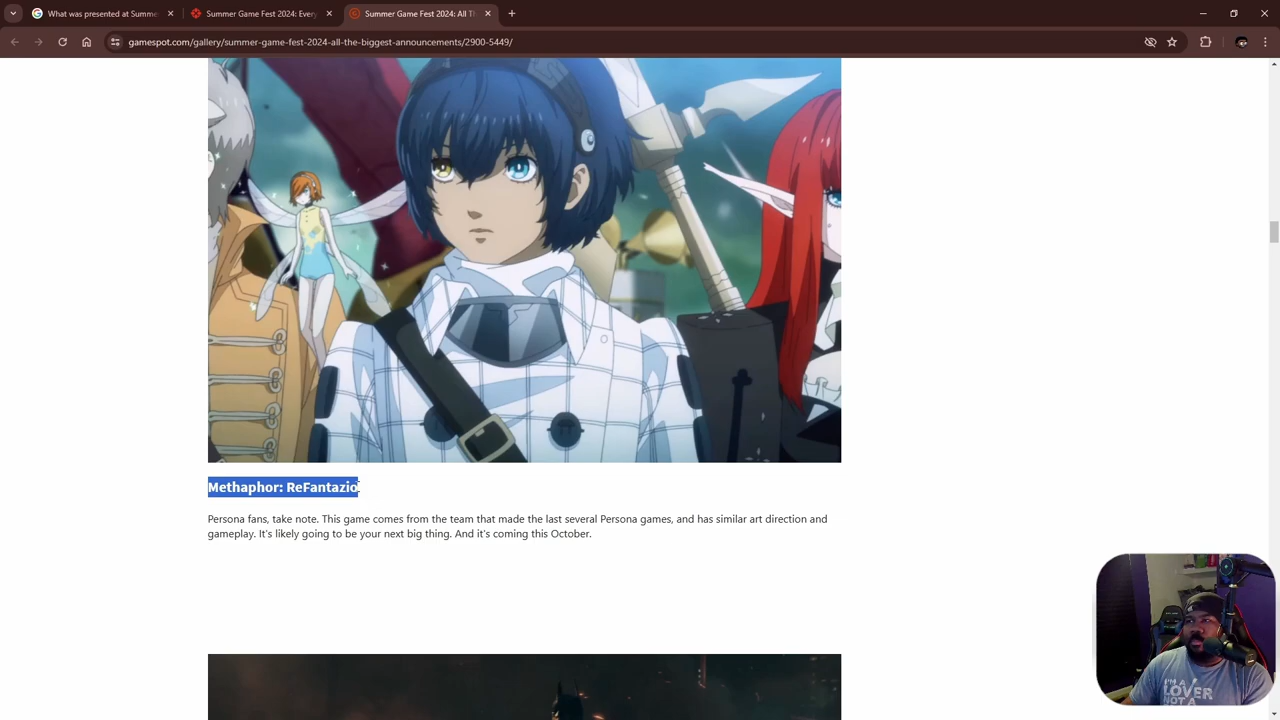 What was presented at Summe
Summer Game Fest 2024: Every
Summer Game Fest 2024: All Th
gamespot.com/gallery/summer-game-fest-2024-all-the-biggest-announcements/2900-5449/
Methaphor: ReFantazio
Persona fans, take note. This game comes from the team that made the last several Persona games, and has similar art direction and
gameplay. It's likely going to be your next big thing. And it's coming this October.
I'M A
LOVER
NOT A